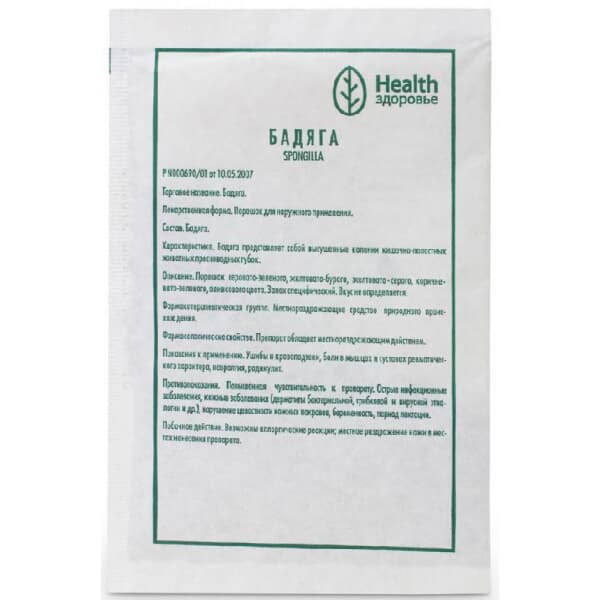 Health
здоровье
БАДЯГА
SPONGILLA
Р N000690/01 от 10.05.2007
Торговое название. Бадяга.
Лекарственная форма. Порошок для наружного применения.
Состав. Бадяга.
Характеристика. Бадяга представляет собой высушенные колонии кишечно-полостных
животных пресноводных губок.
Описание. Порошок серовато-зеленого, желтовато-бурого, желтовато-серого, коричне-
вато-зеленого, оливкового цвета. Запах специфический. Вкус не определяется.
Фармакотерапевтическая группа. Местнораздражающее средство природного проис-
хождения.
Фармакологические свойства. Препарат обладает местнораздражающим действием.
Показания к применению. Ушибы и кровоподтеки, боли в мышцах и суставах ревматичес-
кого характера, невралгия, радикулит.
Противопоказания. Повышенная чувствительность к препарату. Острые инфекционные
заболевания, кожные заболевания (дерматиты бактериальной, грибковой и вирусной этио-
логии и др.), нарушение целостности кожных покровов, беременность, период лактации.
Побочное действие. Возможны аллергические реакции; местное раздражение кожи в мес-
тах нанесения препарата.